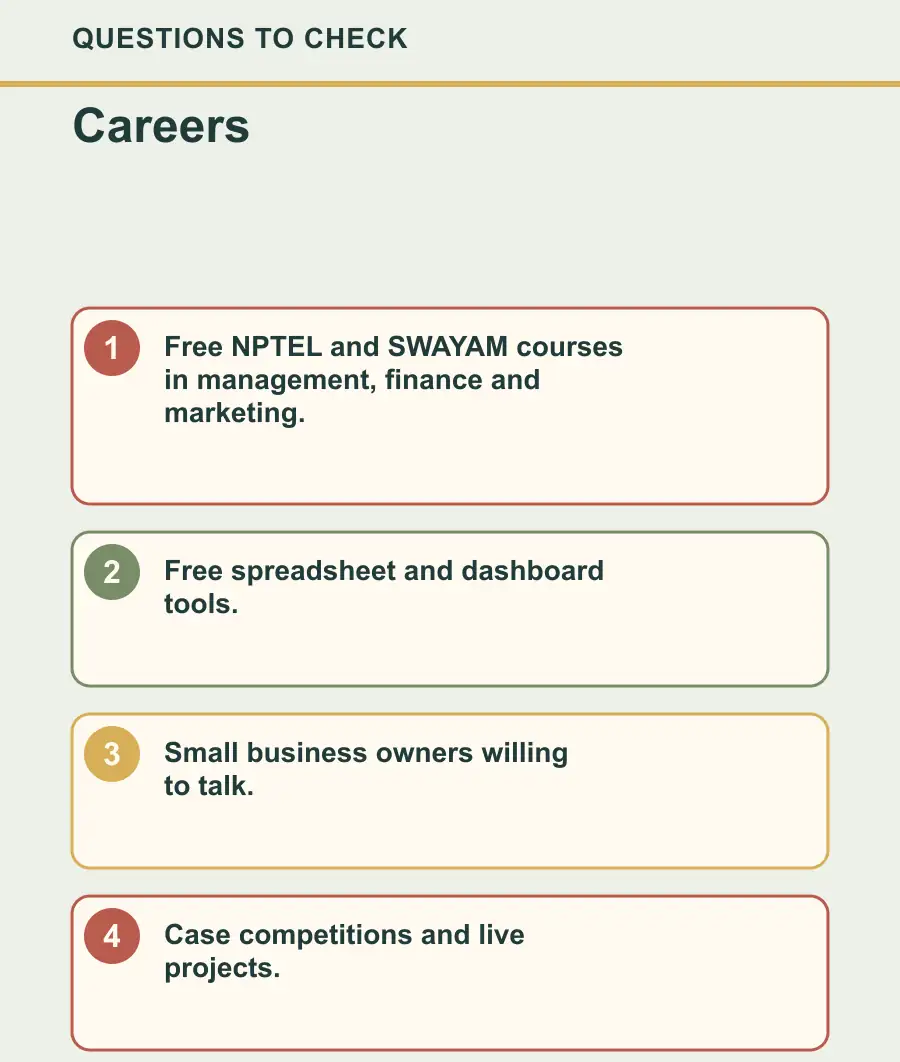 QUESTIONS TO CHECK
Careers
1
Free NPTEL and SWAYAM courses
in management, finance and
marketing.
2
Free spreadsheet and dashboard
tools.
3
Small business owners willing
to talk.
4
Case competitions and live
projects.